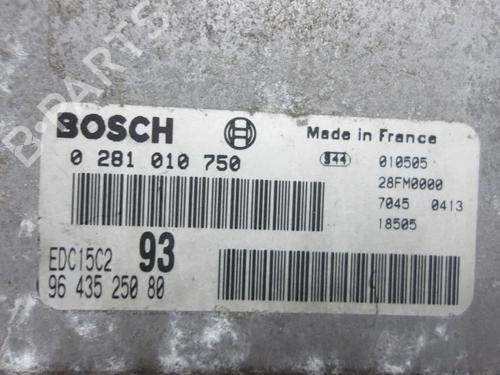 B-PARTS
BOSCH
Made in France
0 281 010 750
S44
010505
28FM0000
7045 0413
18505
EDC15C2 93
96 435 250 80